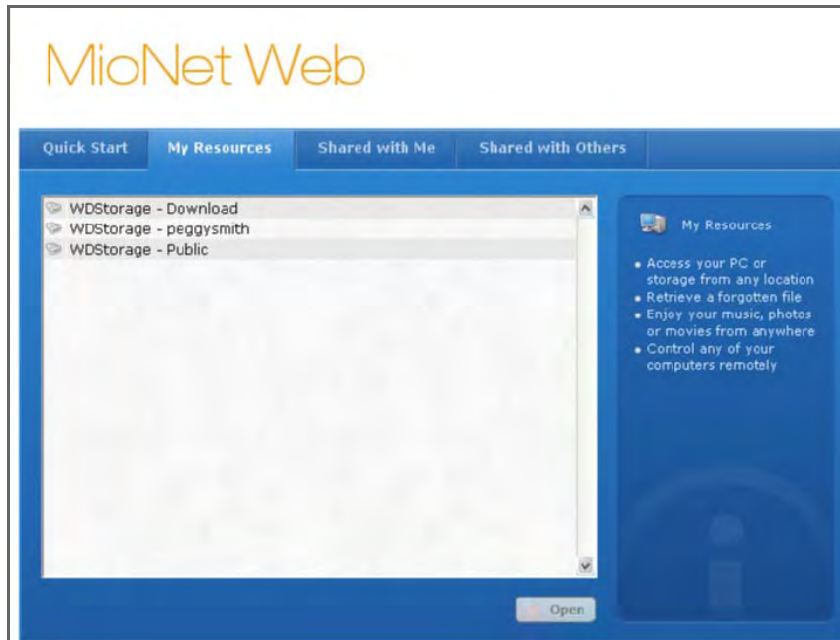 MioNet Web
Quick Start My Resources Shared with Me Shared with Others
WDStorage - Download
WDStorage - peggysmith
WDStorage - Public
My Resources
• Access your PC or
storage from any location
• Retrieve a forgotten file
• Enjoy your music, photos
or movies from anywhere
• Control any of your
computers remotely
Open